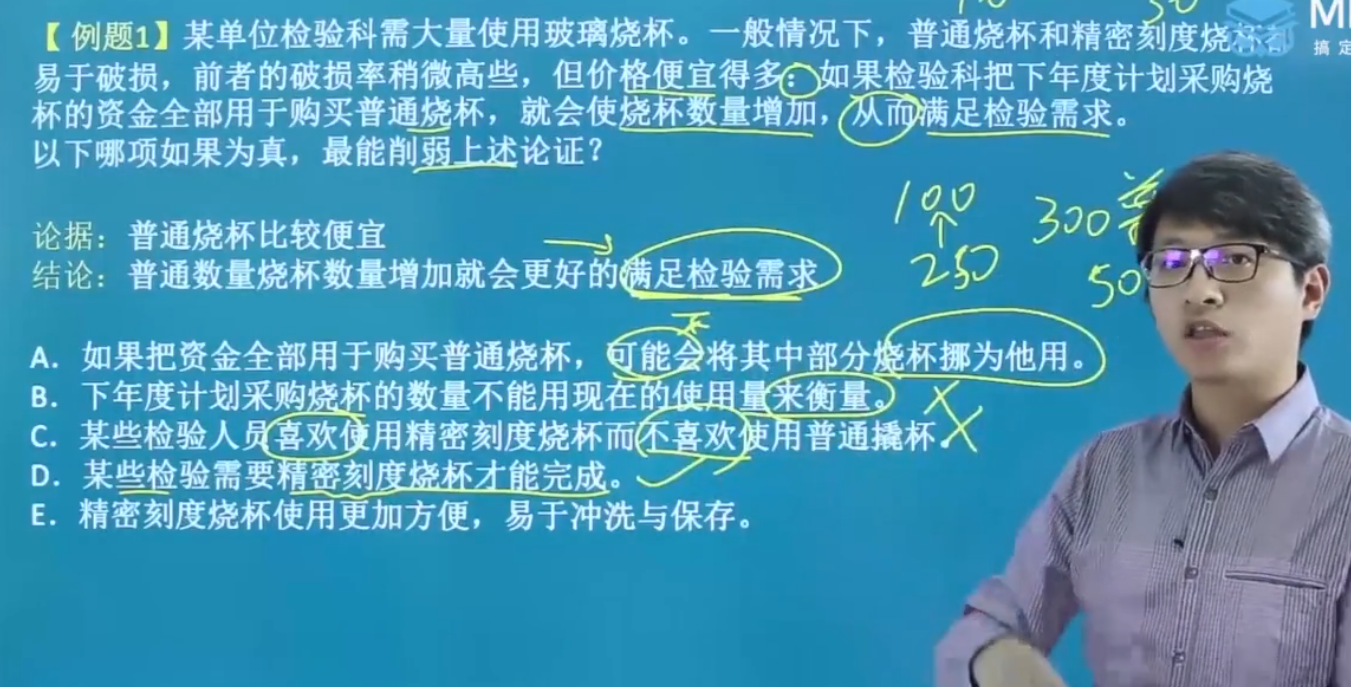 【例题1】某单位检验科需大量使用玻璃烧杯。一般情况下，普通烧杯和精密刻度烧杯都
易于破损，前者的破损率稍微高些，但价格便宜得多；如果检验科把下年度计划采购烧
杯的资金全部用于购买普通烧杯，就会使烧杯数量增加，从而满足检验需求。
以下哪项如果为真，最能削弱上述论证？
论据：普通烧杯比较便宜
结论：普通数量烧杯数量增加就会更好的满足检验需求
100
250
300普
50
A. 如果把资金全部用于购买普通烧杯，可能会将其中部分烧杯挪为他用。
B. 下年度计划采购烧杯的数量不能用现在的使用量来衡量。
C. 某些检验人员喜欢使用精密刻度烧杯而不喜欢使用普通撬杯.
D. 某些检验需要精密刻度烧杯才能完成。
E. 精密刻度烧杯使用更加方便，易于冲洗与保存。
搞定